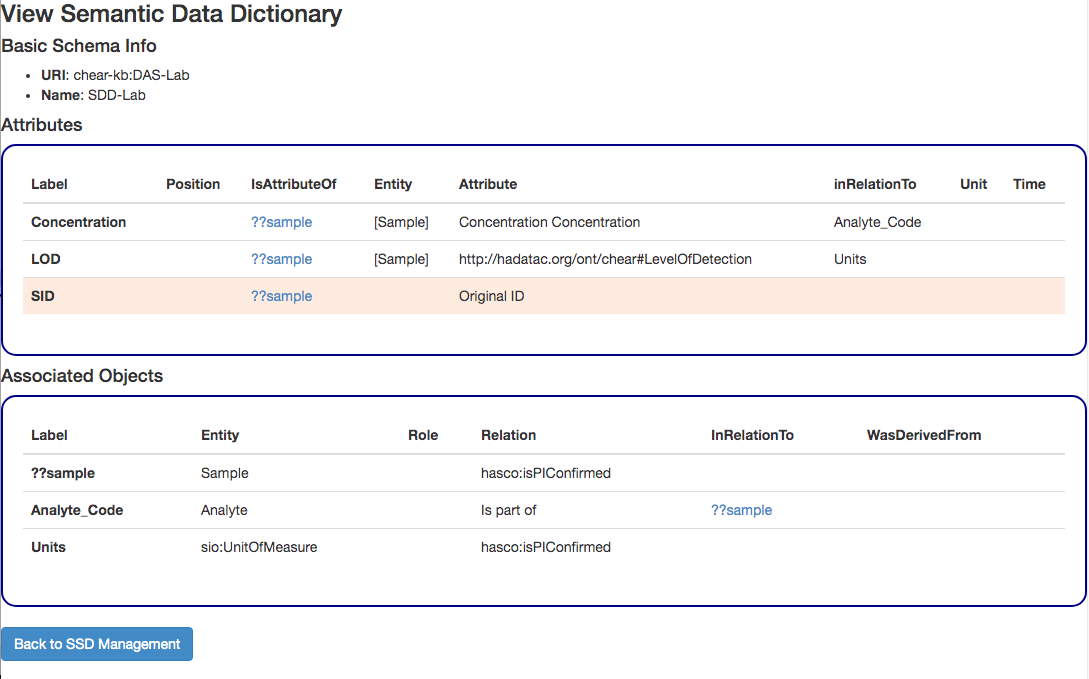 View Semantic Data Dictionary
Basic Schema Info
• URI: chear-kb:DAS-Lab
• Name: SDD-Lab
Attributes
Label Position IsAttributeOf Entity Attribute inRelationTo Unit Time
Concentration ??sample [Sample] Concentration Concentration Analyte_Code
LOD ??sample [Sample] http://hadatac.org/ont/chear#LevelOfDetection Units
SID ??sample Original ID
Associated Objects
Label Entity Role Relation InRelationTo WasDerivedFrom
??sample Sample hasco:isPIConfirmed
Analyte_Code Analyte Is part of ??sample
Units sio:UnitOfMeasure hasco:isPIConfirmed
Back to SSD Management